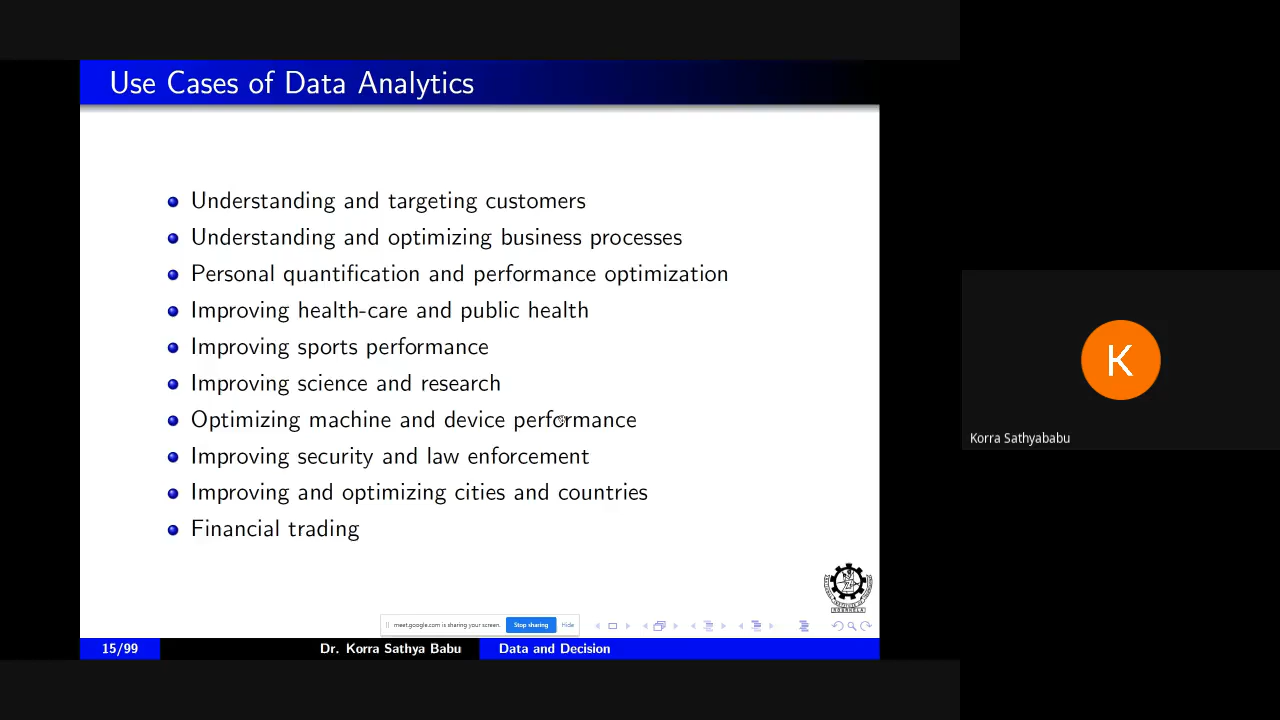 Use Cases of Data Analytics
Understanding and targeting customers
Understanding and optimizing business processes
Personal quantification and performance optimization
Improving health-care and public health
Improving sports performance
Improving science and research
Optimizing machine and device performance
Improving security and law enforcement
Improving and optimizing cities and countries
Financial trading
meet.google.com is sharing your screen. Stop sharing Hide
15/99 Dr. Korra Sathya Babu Data and Decision
K
Korra Sathyababu